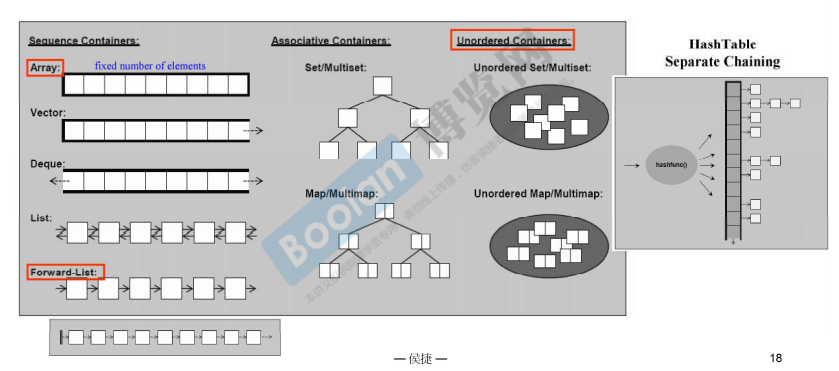 Sequence Containers:
Associative Containers:
Unordered Containers:
HashTable
Separate Chaining
Array:
fixed number of elements
Set/Multiset:
Unordered Set/Multiset:
Vector:
Deque:
hashfunc()
Map/Multimap:
Unordered Map/Multimap:
List:
Forward-List:
Boolan
博览网
— 侯捷 —
18